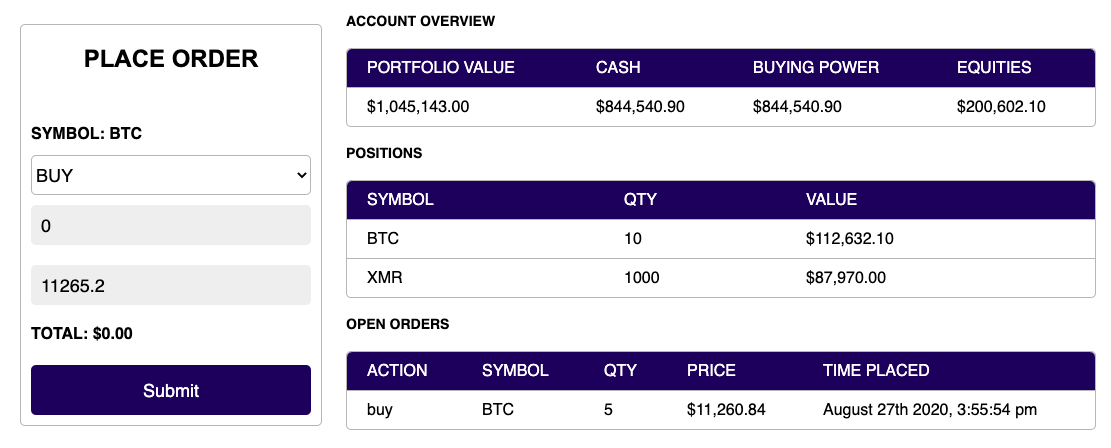 PLACE ORDER
SYMBOL: BTC
BUY
0
11265.2
TOTAL: $0.00
Submit
ACCOUNT OVERVIEW
PORTFOLIO VALUE CASH BUYING POWER EQUITIES
$1,045,143.00 $844,540.90 $844,540.90 $200,602.10
POSITIONS
SYMBOL QTY VALUE
BTC 10 $112,632.10
XMR 1000 $87,970.00
OPEN ORDERS
ACTION SYMBOL QTY PRICE TIME PLACED
buy BTC 5 $11,260.84 August 27th 2020, 3:55:54 pm